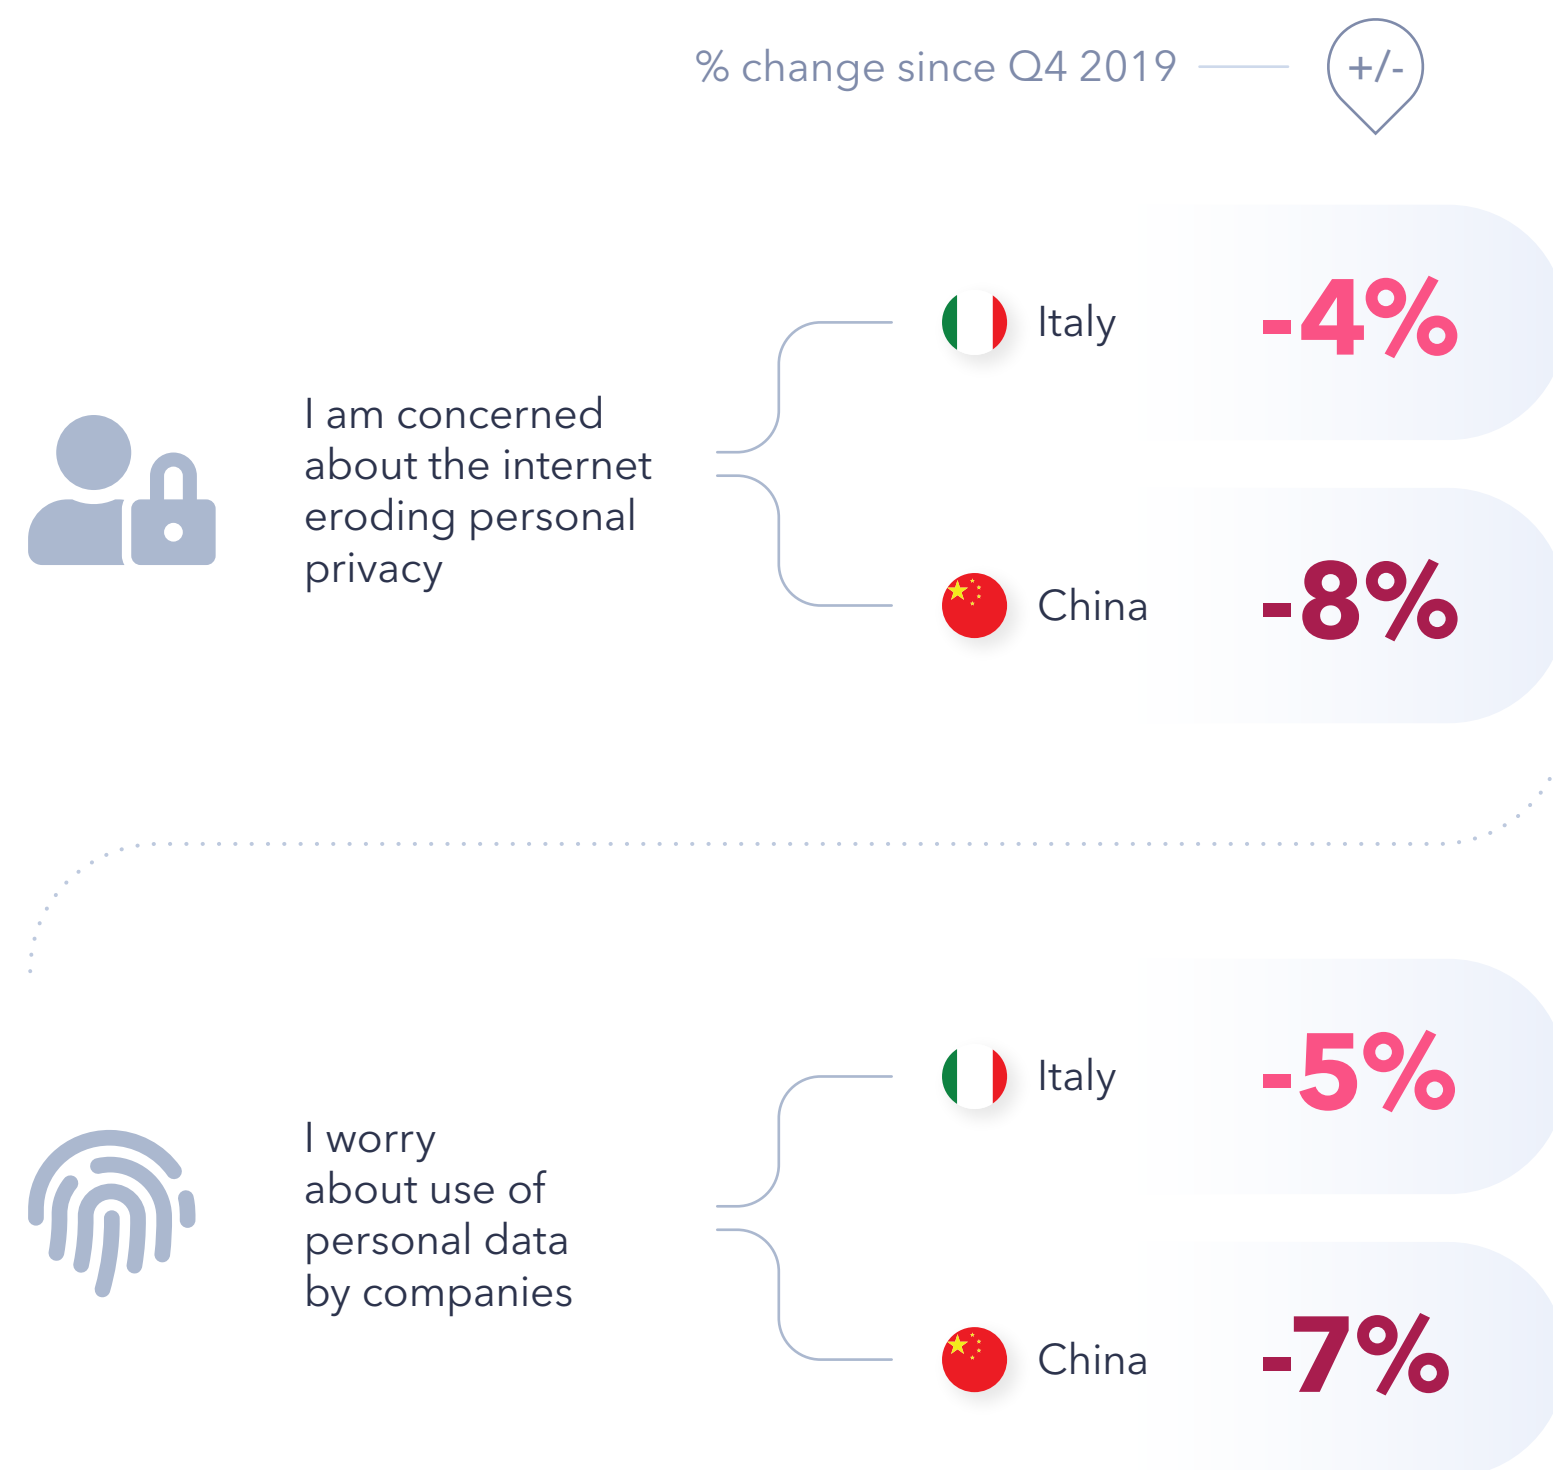 % change since Q4 2019
+/-
I am concerned
about the internet
eroding personal
privacy
Italy
-4%
China
-8%
I worry
about use of
personal data
by companies
Italy
-5%
China
-7%